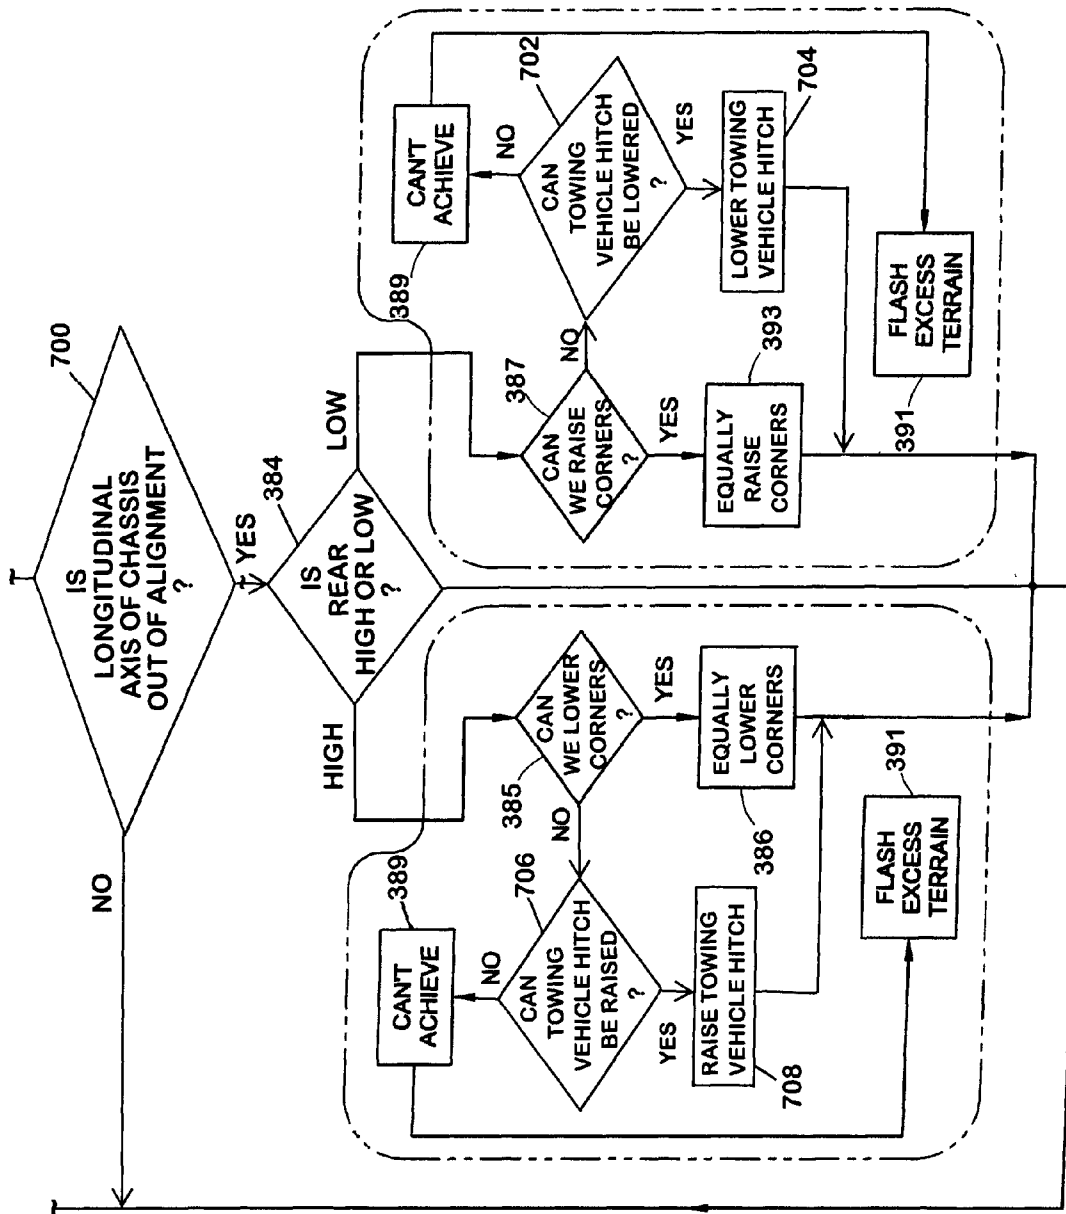 700
IS
LONGITUDINAL
AXIS OF CHASSIS
OUT OF ALIGNMENT
?
NO
YES
384
IS
REAR
HIGH OR LOW
?
HIGH
LOW
389
CAN'T
ACHIEVE
NO
706
CAN
TOWING
VEHICLE HITCH
BE RAISED
?
YES
RAISE TOWING
VEHICLE HITCH
708
NO
385
CAN
WE LOWER
CORNERS
?
YES
EQUALLY
LOWER
CORNERS
386
391
FLASH
EXCESS
TERRAIN
387
CAN
WE RAISE
CORNERS
?
YES
393
EQUALLY
RAISE
CORNERS
NO
389
CAN'T
ACHIEVE
NO
702
CAN
TOWING
VEHICLE HITCH
BE LOWERED
?
YES
704
LOWER TOWING
VEHICLE HITCH
391
FLASH
EXCESS
TERRAIN